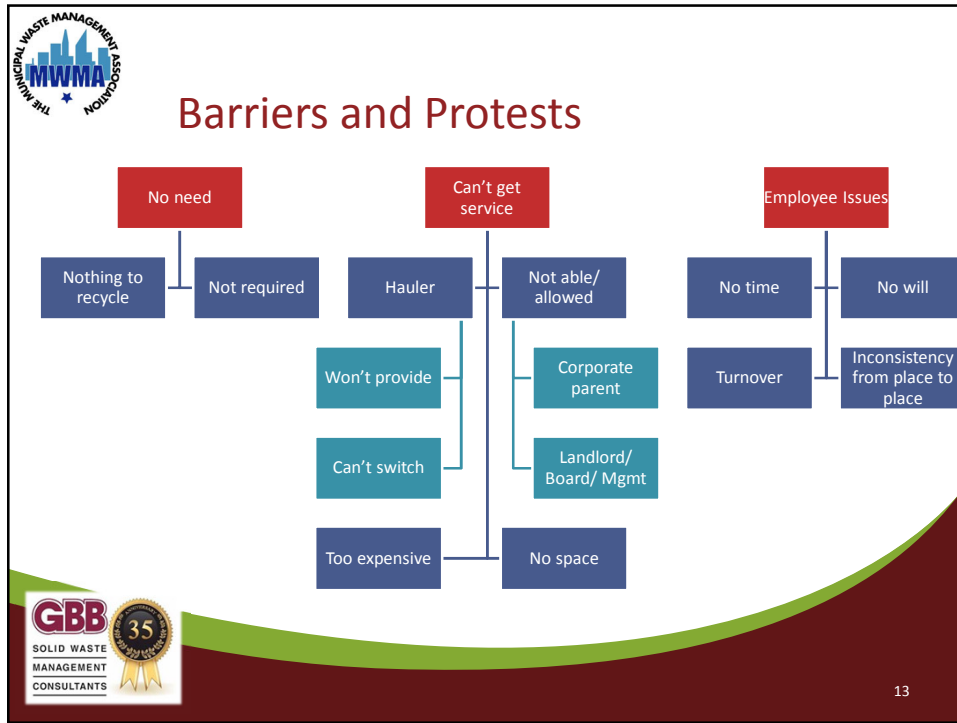 THE MUNICIPAL WASTE MANAGEMENT ASSOCIATION
MWMA
Barriers and Protests
No need
Nothing to
recycle
Not required
Can’t get
service
Hauler
Not able/
allowed
Won’t provide
Corporate
parent
Can’t switch
Landlord/
Board/ Mgmt
Too expensive
No space
Employee Issues
No time
No will
Turnover
Inconsistency
from place to
place
GBB
SOLID WASTE
MANAGEMENT
CONSULTANTS
ANNIVERSARY
35
13